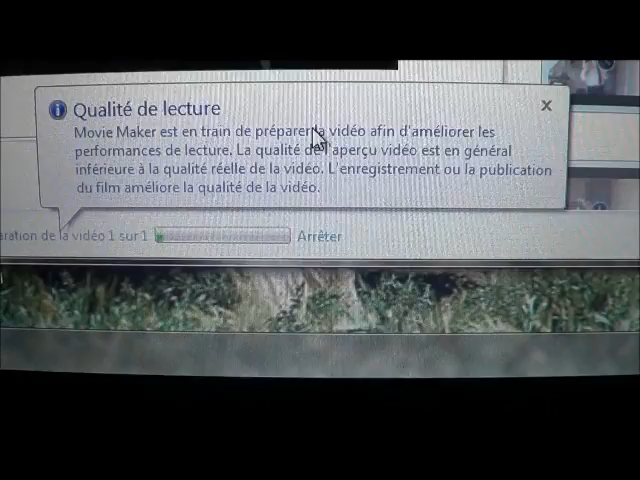 Qualité de lecture
Movie Maker est en train de préparer la vidéo afin d'améliorer les
performances de lecture. La qualité de l'aperçu vidéo est en général
inférieure à la qualité réelle de la vidéo. L'enregistrement ou la publication
du film améliore la qualité de la vidéo.
aration de la vidéo 1 sur 1 Arrêter